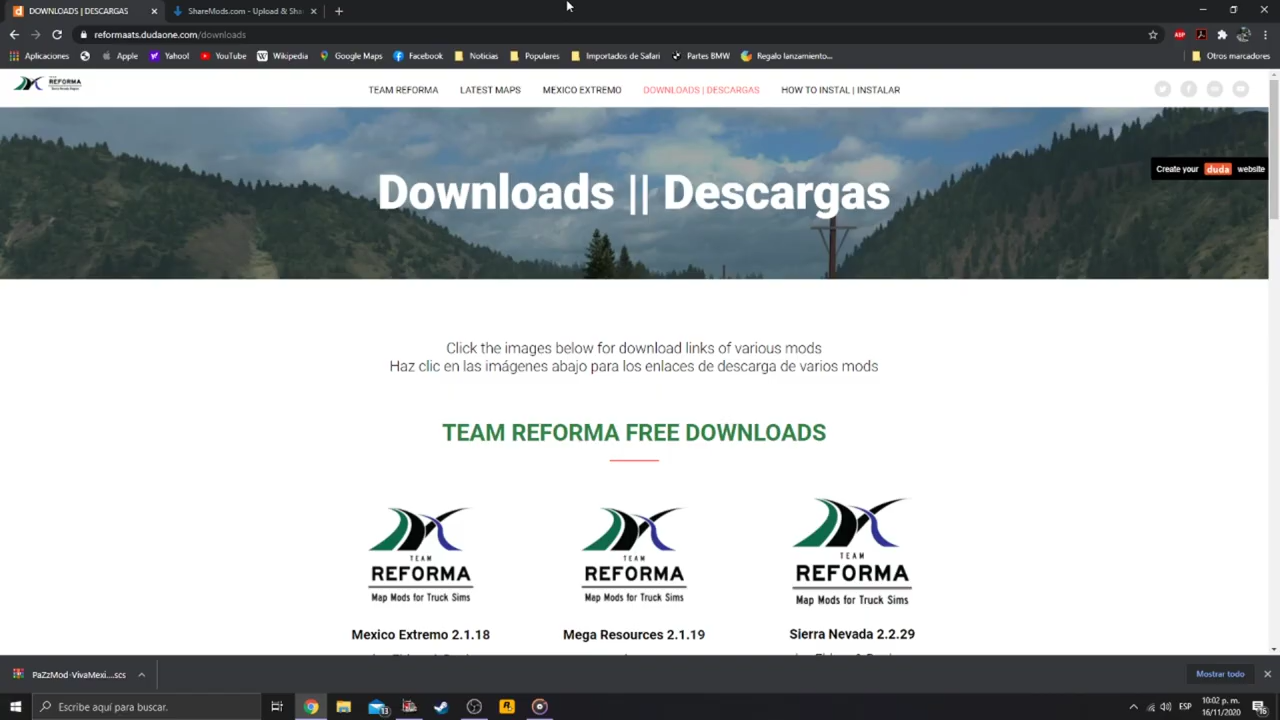 DOWNLOADS | DESCARGAS
ShareMods.com - Upload & Sha
reformaats.dudaone.com/downloads
ABP
Aplicaciones
Apple
Yahoo!
YouTube
Wikipedia
Google Maps
Facebook
Noticias
Populares
Importados de Safari
Partes BMW
Regalo lanzamiento...
Otros marcadores
REFORMA
TEAM REFORMA
LATEST MAPS
MEXICO EXTREMO
DOWNLOADS | DESCARGAS
HOW TO INSTAL | INSTALAR
Create your duda website
Downloads || Descargas
Click the images below for download links of various mods
Haz clic en las imágenes abajo para los enlaces de descarga de varios mods
TEAM REFORMA FREE DOWNLOADS
TEAM
REFORMA
Map Mods for Truck Sims
TEAM
REFORMA
Map Mods for Truck Sims
TEAM
REFORMA
Map Mods for Truck Sims
Mexico Extremo 2.1.18
Mega Resources 2.1.19
Sierra Nevada 2.2.29
PaZzMod-VivaMexi....scs
Mostrar todo
Escribe aquí para buscar.
13
ESP
10:02 p. m.
16/11/2020
16